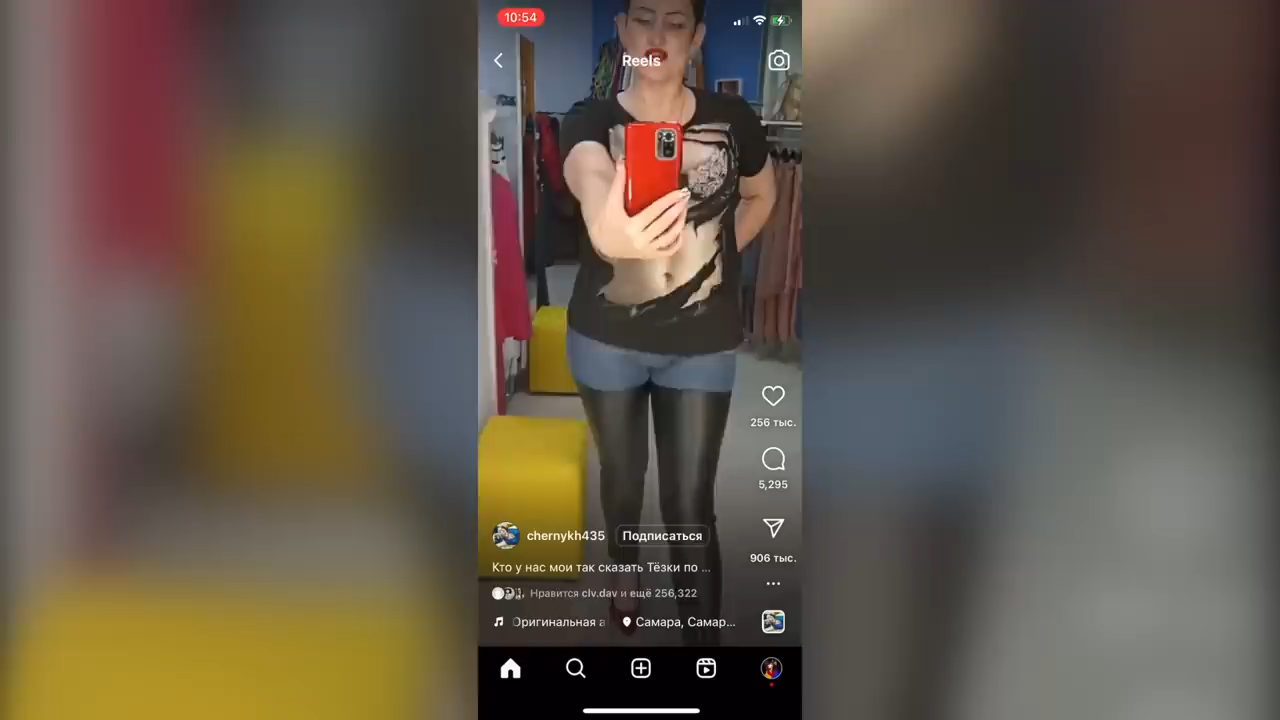 10:54
Reels
256 тыс.
5,295
chernykh435
Подписаться
906 тыс.
Кто у нас мои так сказать Тёзки по ...
Нравится clv.dav и ещё 256,322
Оригинальная а
Самара, Самар...